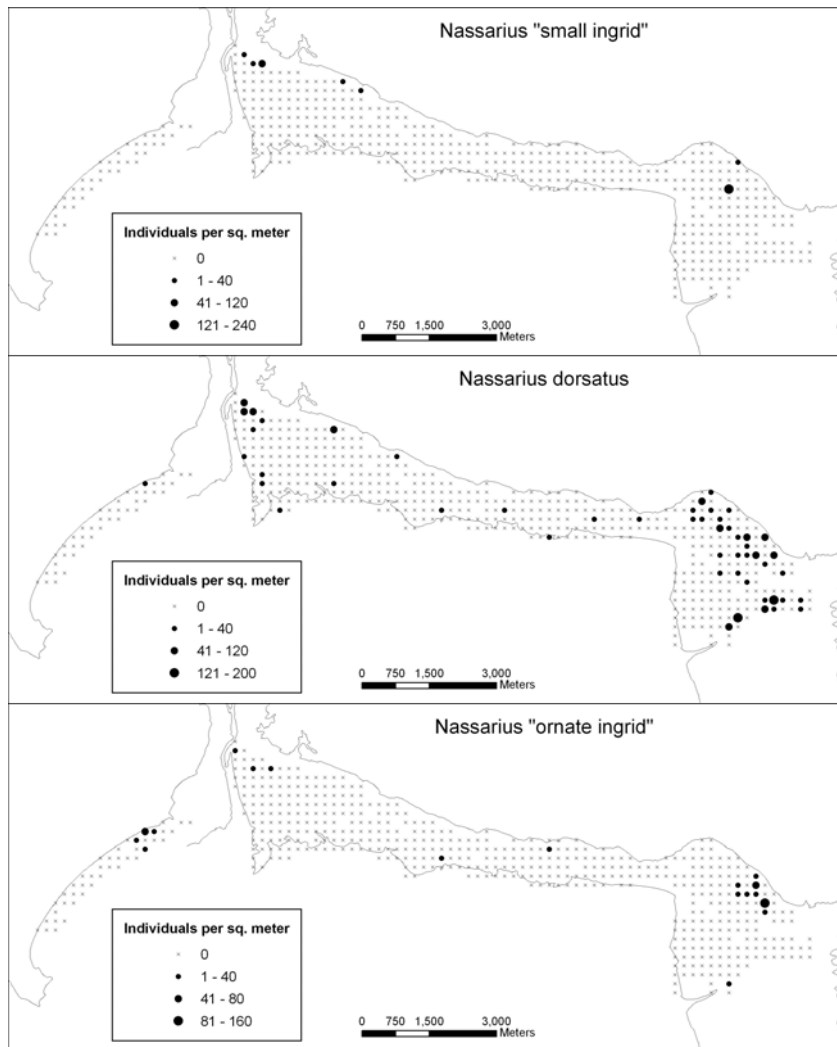 Nassarius "small ingrid"
Individuals per sq. meter
0
1 - 40
41 - 120
121 - 240
0 750 1,500 3,000
Meters
Nassarius dorsatus
Individuals per sq. meter
0
1 - 40
41 - 120
121 - 200
0 750 1,500 3,000
Meters
Nassarius "ornate ingrid"
Individuals per sq. meter
0
1 - 40
41 - 80
81 - 160
0 750 1,500 3,000
Meters